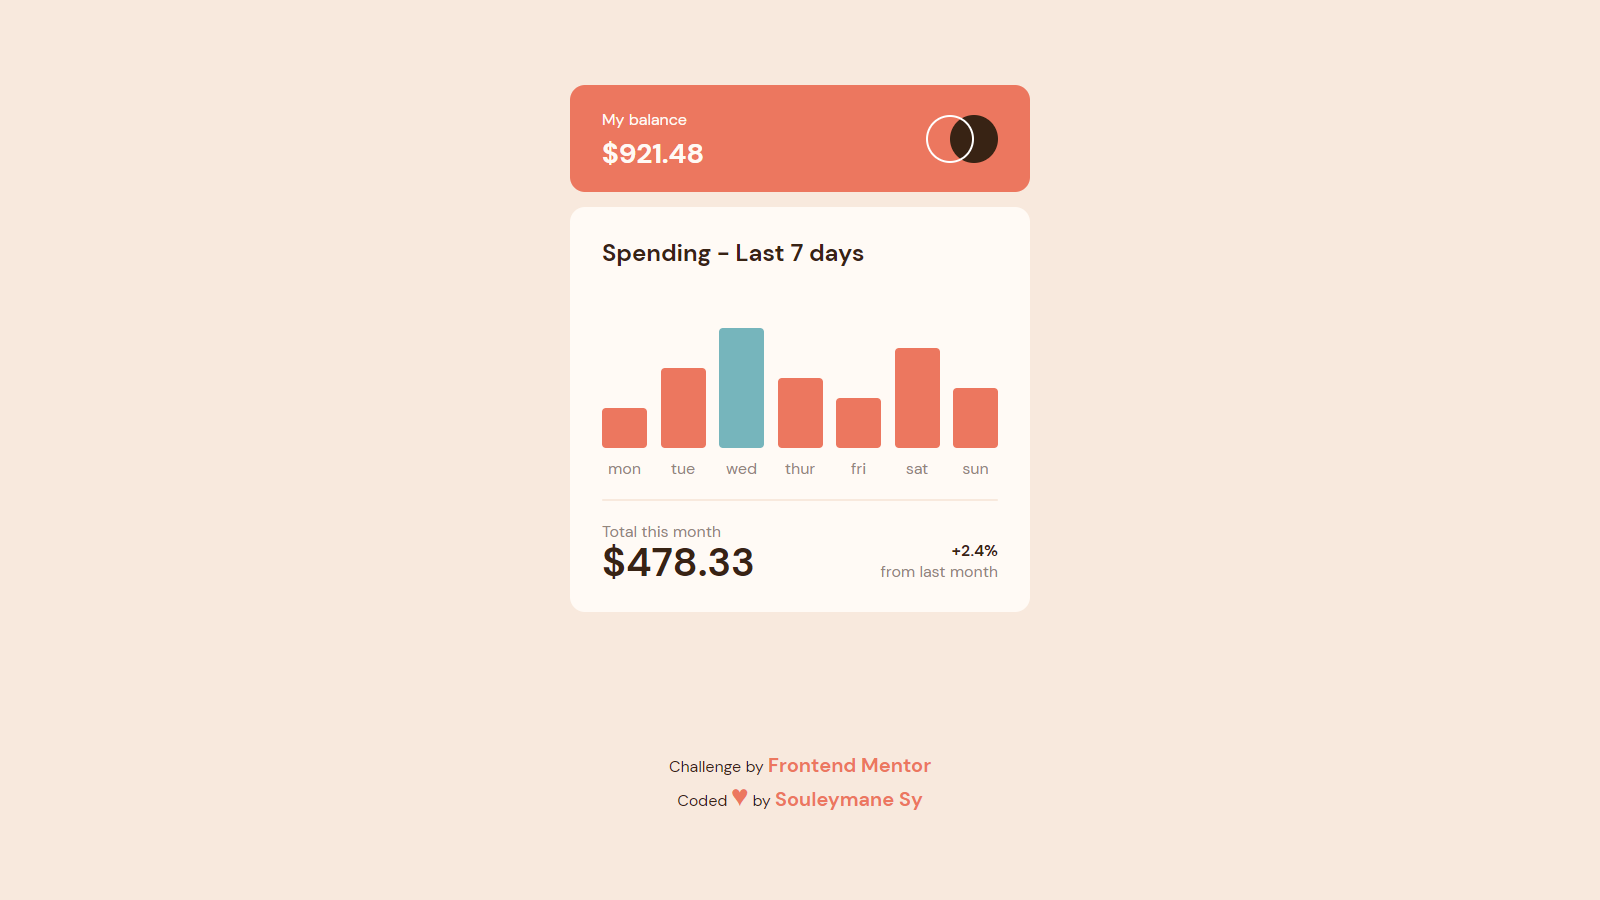 My balance
$921.48
Spending - Last 7 days
mon tue wed thur fri sat sun
Total this month
$478.33
+2.4%
from last month
Challenge by Frontend Mentor
Coded ♥ by Souleymane Sy